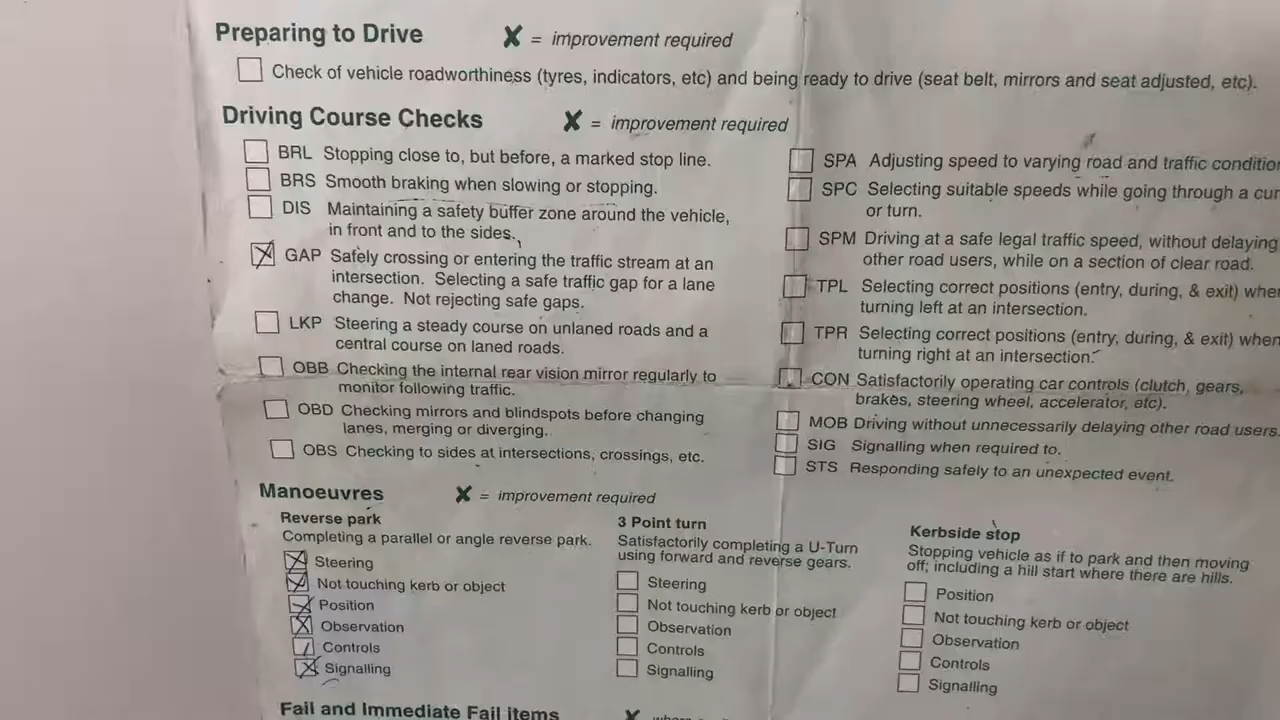 Preparing to Drive X = improvement required
Check of vehicle roadworthiness (tyres, indicators, etc) and being ready to drive (seat belt, mirrors and seat adjusted, etc).
Driving Course Checks X = improvement required
BRL Stopping close to, but before, a marked stop line.
BRS Smooth braking when slowing or stopping.
DIS Maintaining a safety buffer zone around the vehicle,
in front and to the sides.
GAP Safely crossing or entering the traffic stream at an
intersection. Selecting a safe traffic gap for a lane
change. Not rejecting safe gaps.
LKP Steering a steady course on unlaned roads and a
central course on laned roads.
OBB Checking the internal rear vision mirror regularly to
monitor following traffic.
OBD Checking mirrors and blindspots before changing
lanes, merging or diverging.
OBS Checking to sides at intersections, crossings, etc.
SPA Adjusting speed to varying road and traffic condition
SPC Selecting suitable speeds while going through a cur
or turn.
SPM Driving at a safe legal traffic speed, without delaying
other road users, while on a section of clear road.
TPL Selecting correct positions (entry, during, & exit) when
turning left at an intersection.
TPR Selecting correct positions (entry, during, & exit) when
turning right at an intersection.
CON Satisfactorily operating car controls (clutch, gears,
brakes, steering wheel, accelerator, etc).
MOB Driving without unnecessarily delaying other road users.
SIG Signalling when required to.
STS Responding safely to an unexpected event.
Manoeuvres X = improvement required
Reverse park
Completing a parallel or angle reverse park.
Steering
Not touching kerb or object
Position
Observation
Controls
Signalling
3 Point turn
Satisfactorily completing a U-Turn
using forward and reverse gears.
Steering
Not touching kerb or object
Observation
Controls
Signalling
Kerbside stop
Stopping vehicle as if to park and then moving
off; including a hill start where there are hills.
Position
Not touching kerb or object
Observation
Controls
Signalling
Fail and Immediate Fail items X